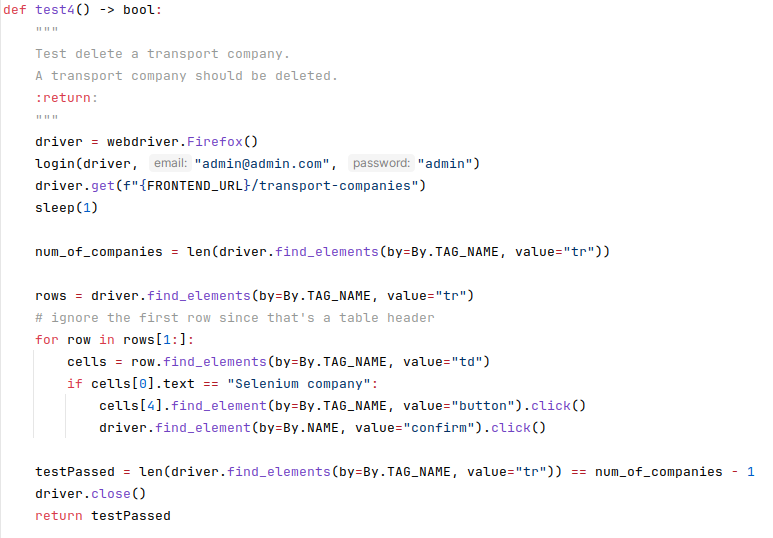 def test4() -> bool:
    """
    Test delete a transport company.
    A transport company should be deleted.
    :return:
    """
    driver = webdriver.Firefox()
    login(driver, email: "admin@admin.com", password: "admin")
    driver.get(f"{FRONTEND_URL}/transport-companies")
    sleep(1)

    num_of_companies = len(driver.find_elements(by=By.TAG_NAME, value="tr"))

    rows = driver.find_elements(by=By.TAG_NAME, value="tr")
    # ignore the first row since that's a table header
    for row in rows[1:]:
        cells = row.find_elements(by=By.TAG_NAME, value="td")
        if cells[0].text == "Selenium company":
            cells[4].find_element(by=By.TAG_NAME, value="button").click()
            driver.find_element(by=By.NAME, value="confirm").click()

    testPassed = len(driver.find_elements(by=By.TAG_NAME, value="tr")) == num_of_companies - 1
    driver.close()
    return testPassed